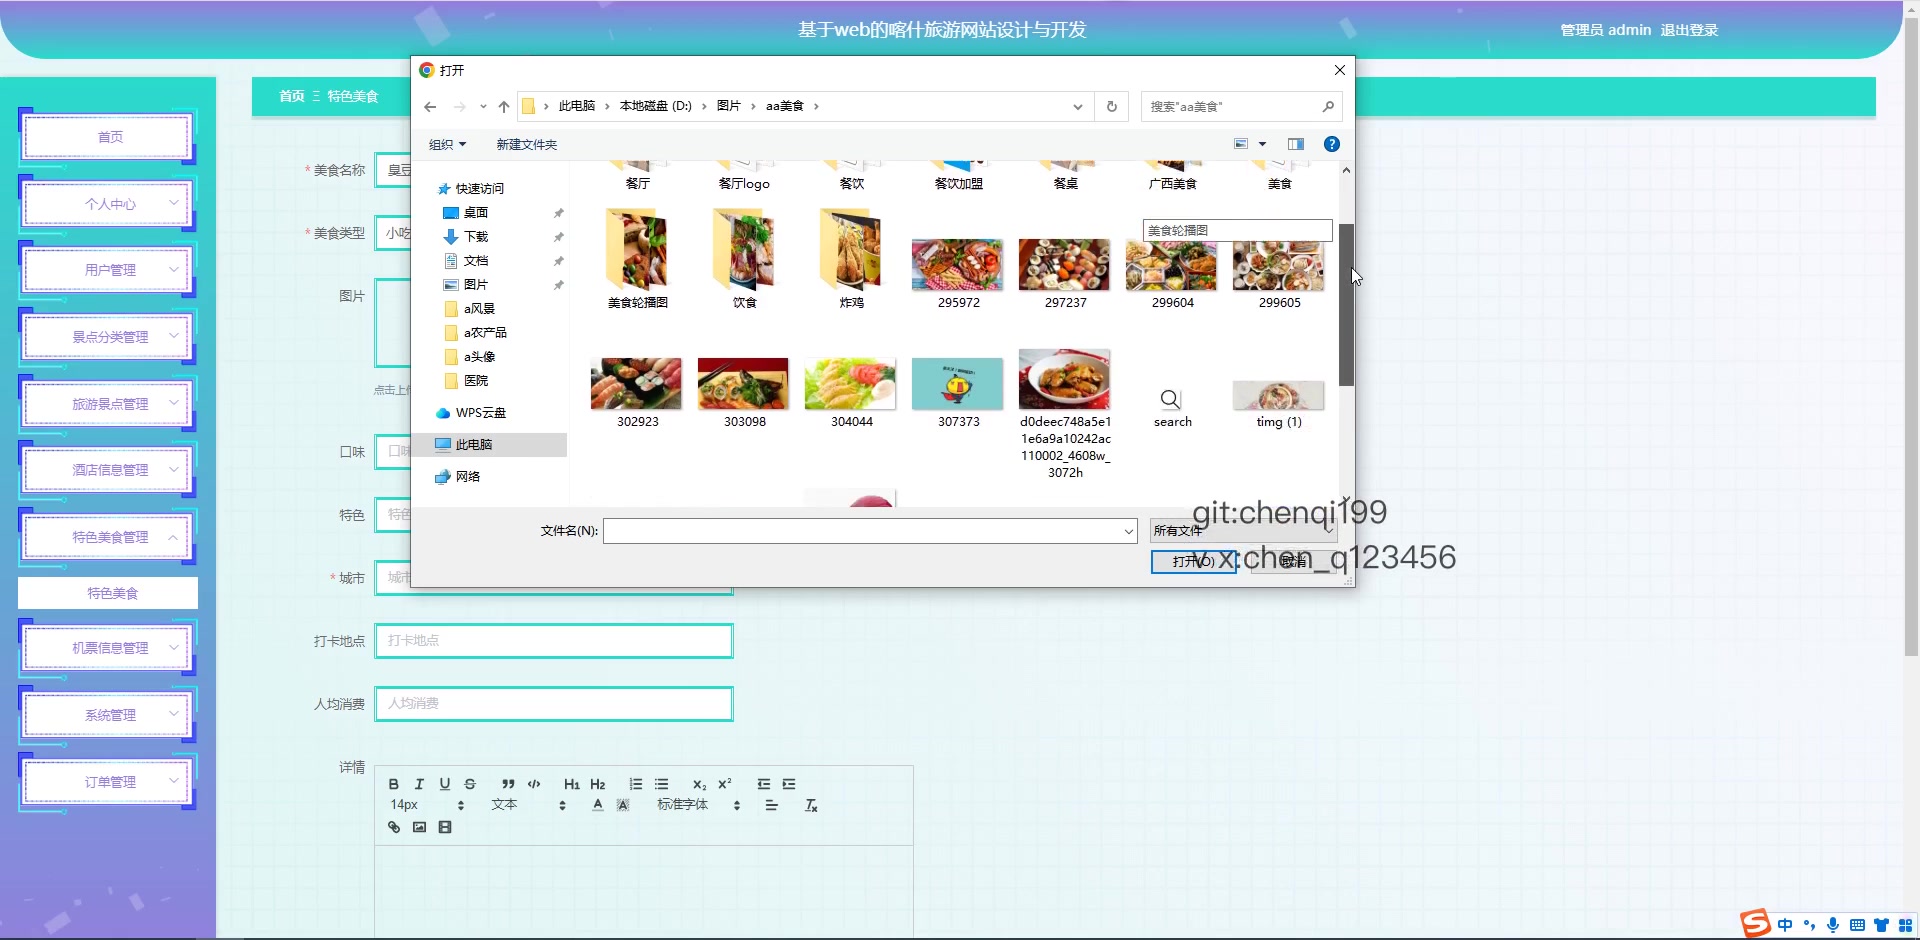 基于web的喀什旅游网站设计与开发
管理员 admin 退出登录
首页
个人中心
用户管理
景点分类管理
旅游景点管理
酒店信息管理
特色美食管理
特色美食
机票信息管理
系统管理
订单管理
首页 Ξ 特色美食
* 美食名称 臭豆
* 美食类型 小吃
图片
点击上传
口味 口味
特色 特色
* 城市 城市
打卡地点 打卡地点
人均消费 人均消费
详情
B I U S H1 H2 X2 X2
14px 文本 A A 标准字体 Tx
打开
此电脑 › 本地磁盘 (D:) › 图片 › aa美食 ›
搜索"aa美食"
组织 新建文件夹
快速访问
桌面
下载
文档
图片
a风景
a农产品
a头像
医院
WPS云盘
此电脑
网络
餐厅 餐厅logo 餐饮 餐饮加盟 餐桌 广西美食 美食
美食轮播图
美食轮播图 饮食 炸鸡 295972 297237 299604 299605
302923 303098 304044 307373 d0deec748a5e1
1e6a9a10242ac
110002_4608w_
3072h
search timg (1)
文件名(N): 所有文件
打开(O) 取消
git:chenqi199
v x:chen_q123456
中